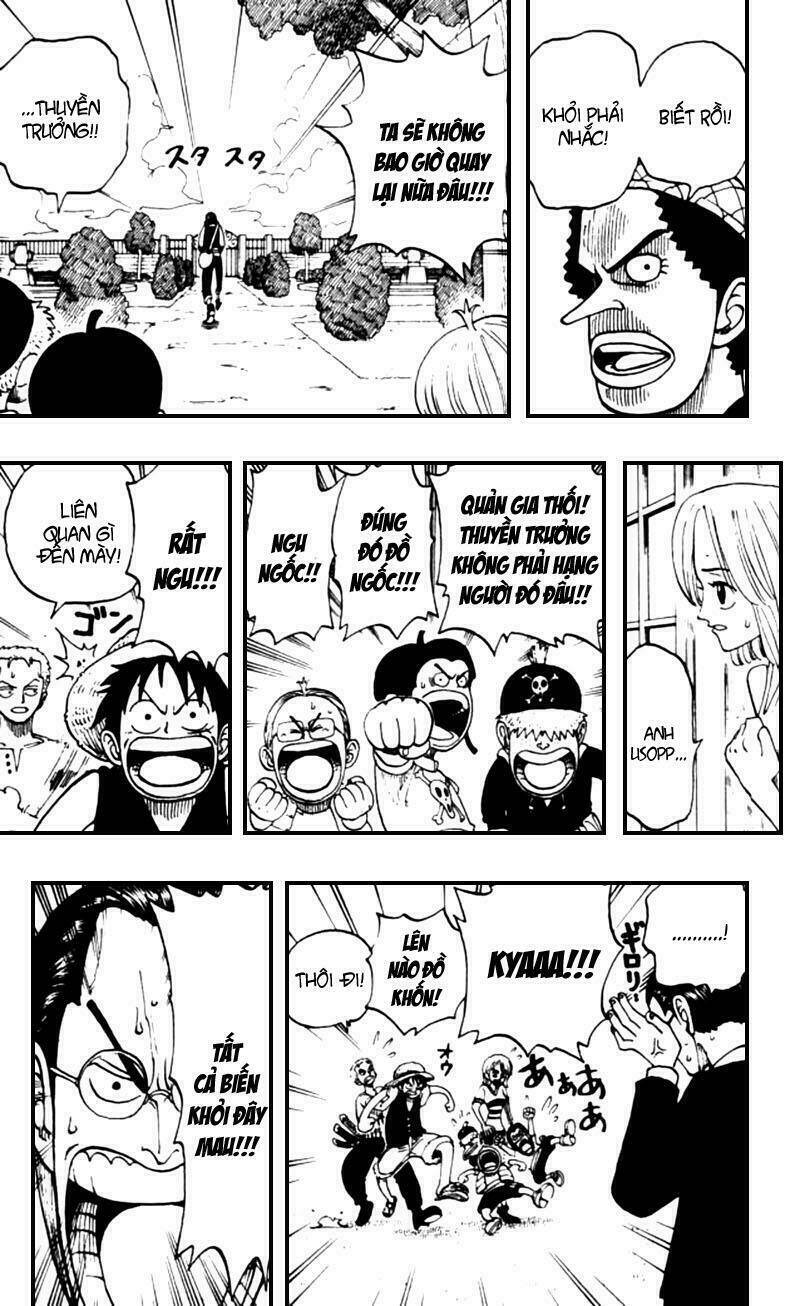 BIẾT RỒI!
KHỎI PHẢI
NHẮC!
TA SẼ KHÔNG
BAO GIỜ QUAY
LẠI NỮA ĐÂU!!!
スタ スタ
...THUYỀN
TRƯỞNG!!
ANH
USOPP...
QUẢN GIA THỐI!
THUYỀN TRƯỞNG
KHÔNG PHẢI HẠNG
NGƯỜI ĐÓ ĐÂU!!
ĐÚNG
ĐÓ ĐỒ
NGỐC!!!
NGU
NGỐC!!
RẤT
NGU!!!
LIÊN
QUAN GÌ
ĐẾN MÀY!
ゴン
...........!
ギロリ
KYAAA!!!
LÊN
NÀO ĐỒ
KHỐN!
THÔI ĐI!
オウ
あぁあぁ
TẤT
CẢ BIẾN
KHỎI ĐÂY
MAU!!!